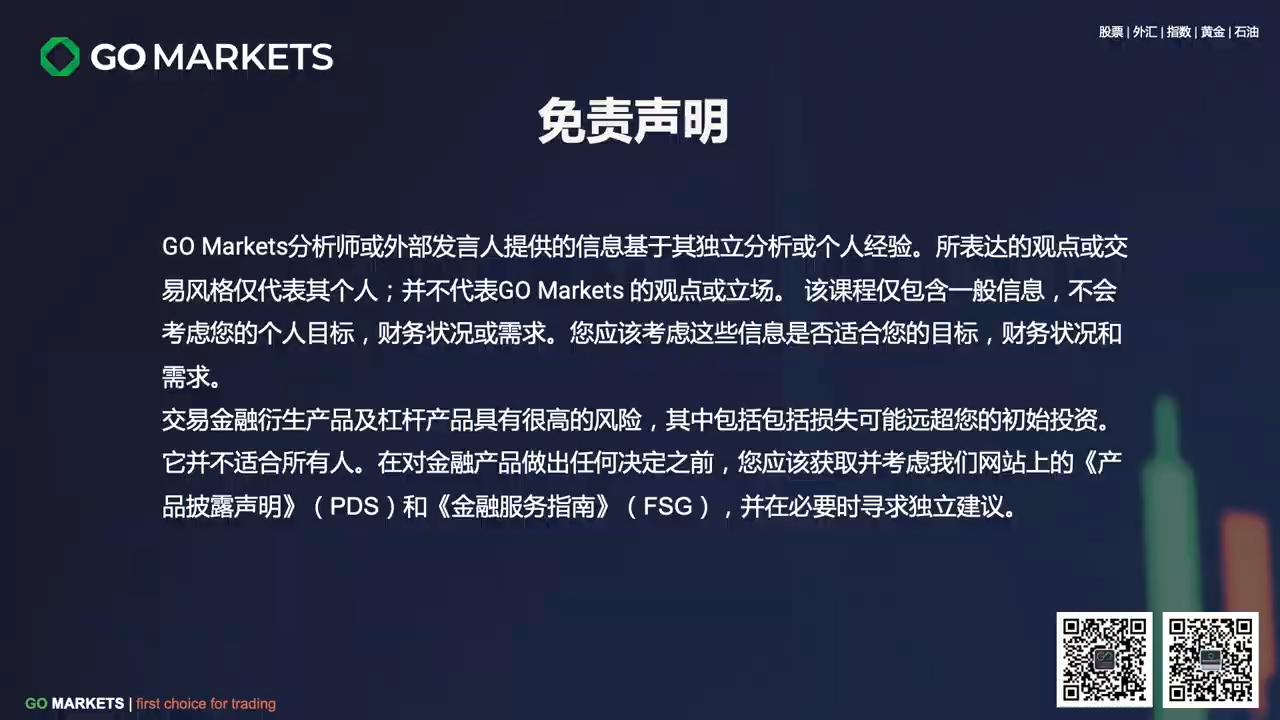 GO MARKETS
股票 | 外汇 | 指数 | 黄金 | 石油
免责声明
GO Markets分析师或外部发言人提供的信息基于其独立分析或个人经验。所表达的观点或交
易风格仅代表其个人；并不代表GO Markets 的观点或立场。 该课程仅包含一般信息，不会
考虑您的个人目标，财务状况或需求。您应该考虑这些信息是否适合您的目标，财务状况和
需求。
交易金融衍生产品及杠杆产品具有很高的风险，其中包括包括损失可能远超您的初始投资。
它并不适合所有人。在对金融产品做出任何决定之前，您应该获取并考虑我们网站上的《产
品披露声明》（PDS）和《金融服务指南》（FSG），并在必要时寻求独立建议。
GO MARKETS | first choice for trading